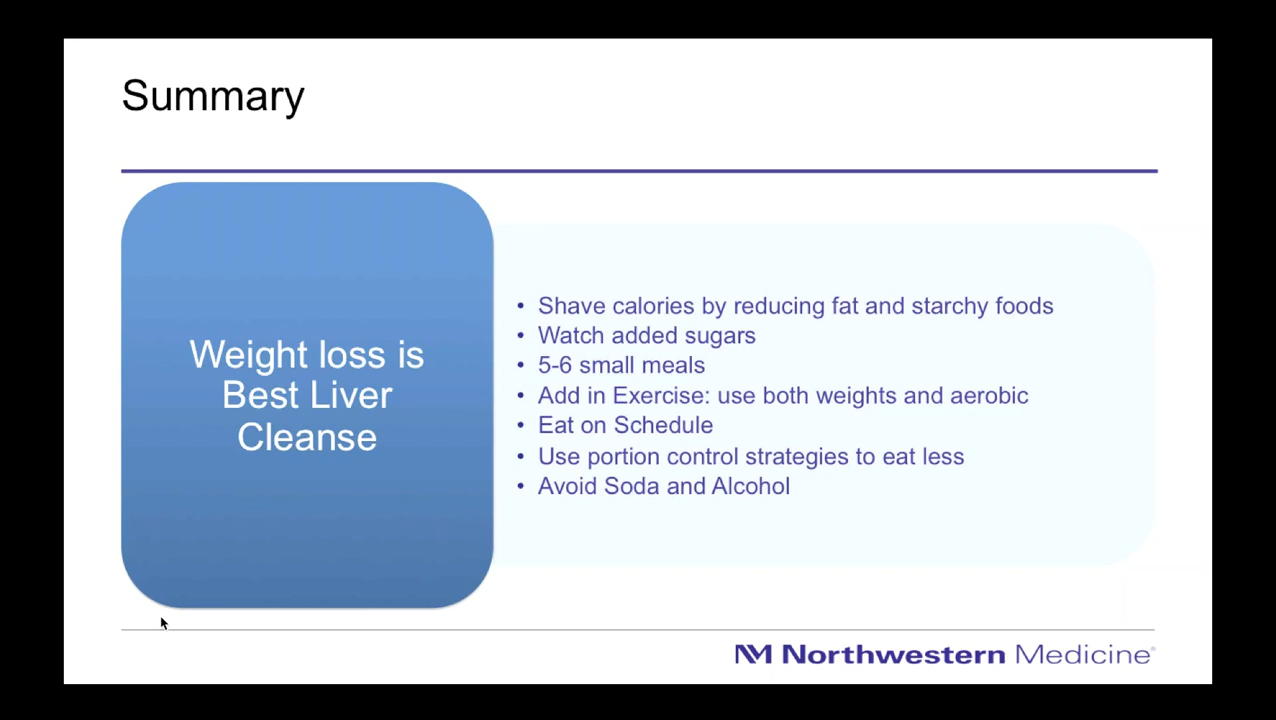 Summary
Weight loss is
Best Liver
Cleanse
• Shave calories by reducing fat and starchy foods
• Watch added sugars
• 5-6 small meals
• Add in Exercise: use both weights and aerobic
• Eat on Schedule
• Use portion control strategies to eat less
• Avoid Soda and Alcohol
NM Northwestern Medicine®